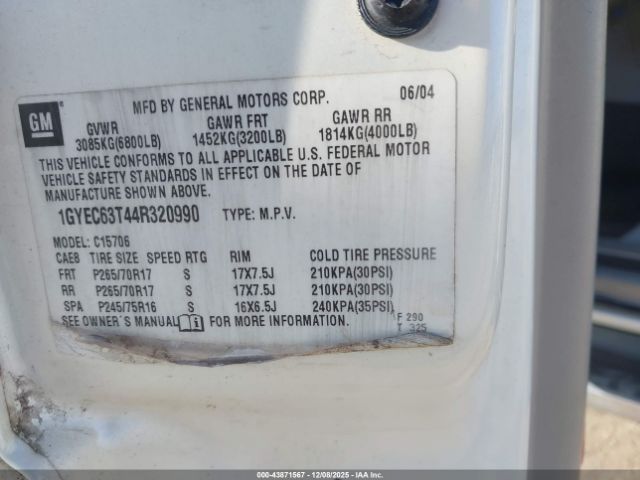 MFD BY GENERAL MOTORS CORP. 06/04
GM
GVWR GAWR FRT GAWR RR
3085KG(6800LB) 1452KG(3200LB) 1814KG(4000LB)
THIS VEHICLE CONFORMS TO ALL APPLICABLE U.S. FEDERAL MOTOR
VEHICLE SAFETY STANDARDS IN EFFECT ON THE DATE OF
MANUFACTURE SHOWN ABOVE.
1GYEC63T44R320990 TYPE: M.P.V.
MODEL: C15706
CAE8 TIRE SIZE SPEED RTG RIM COLD TIRE PRESSURE
FRT P265/70R17 S 17X7.5J 210KPA(30PSI)
RR P265/70R17 S 17X7.5J 210KPA(30PSI)
SPA P245/75R16 S 16X6.5J 240KPA(35PSI)
SEE OWNER'S MANUAL FOR MORE INFORMATION.
F 290
T 325
000-43871567 - 12/08/2025 - IAAI.CA